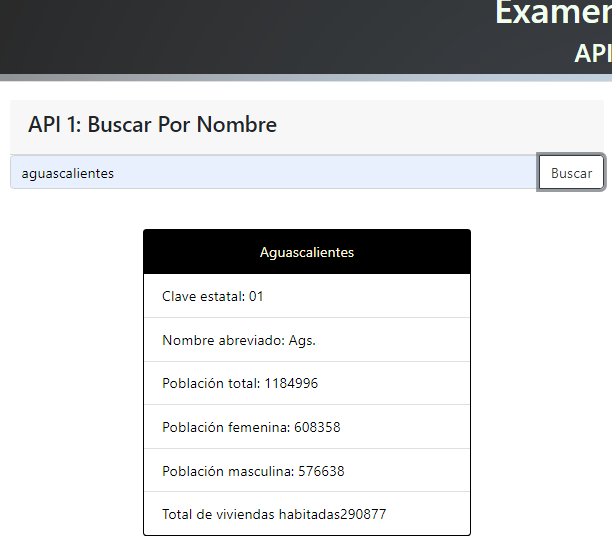 Examen
API
API 1: Buscar Por Nombre
aguascalientes
Buscar
Aguascalientes
Clave estatal: 01
Nombre abreviado: Ags.
Población total: 1184996
Población femenina: 608358
Población masculina: 576638
Total de viviendas habitadas290877